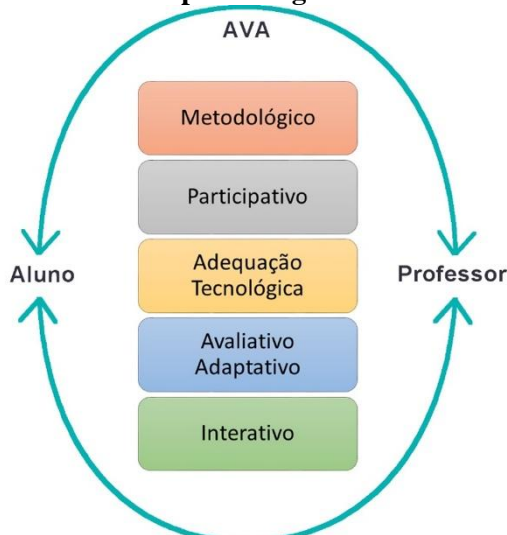 AVA
Metodológico
Participativo
Adequação
Tecnológica
Aluno
Professor
Avaliativo
Adaptativo
Interativo